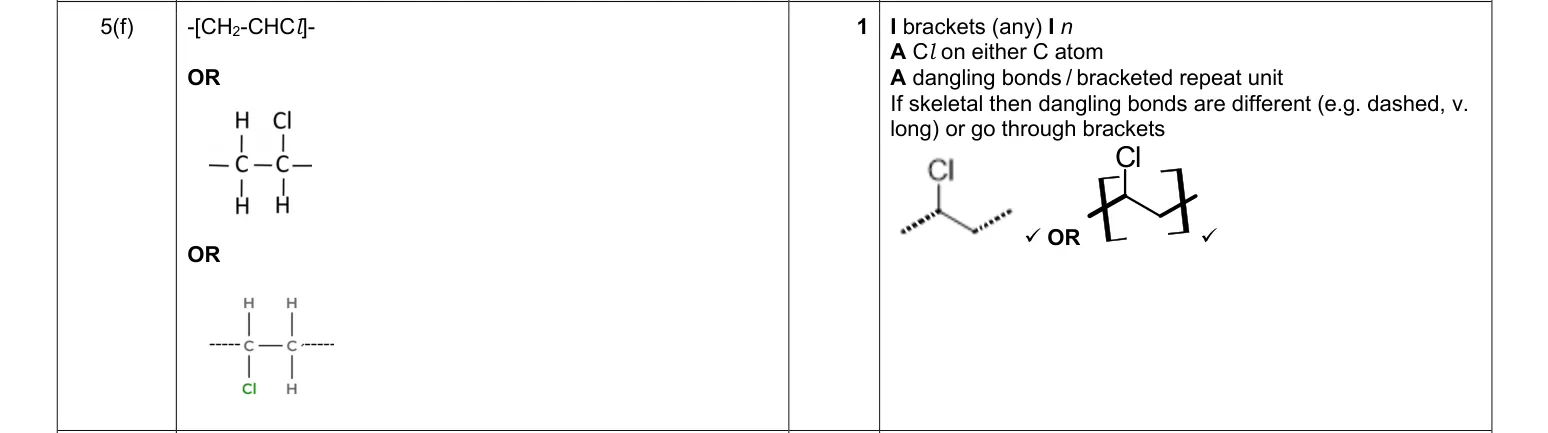 5(f)
-[CH₂-CHCl]-
OR
H Cl
C C
H H
OR
H H
C C
Cl H
1
I brackets (any) I n
A Cl on either C atom
A dangling bonds / bracketed repeat unit
If skeletal then dangling bonds are different (e.g. dashed, v.
long) or go through brackets
Cl
Cl
✓ OR
✓